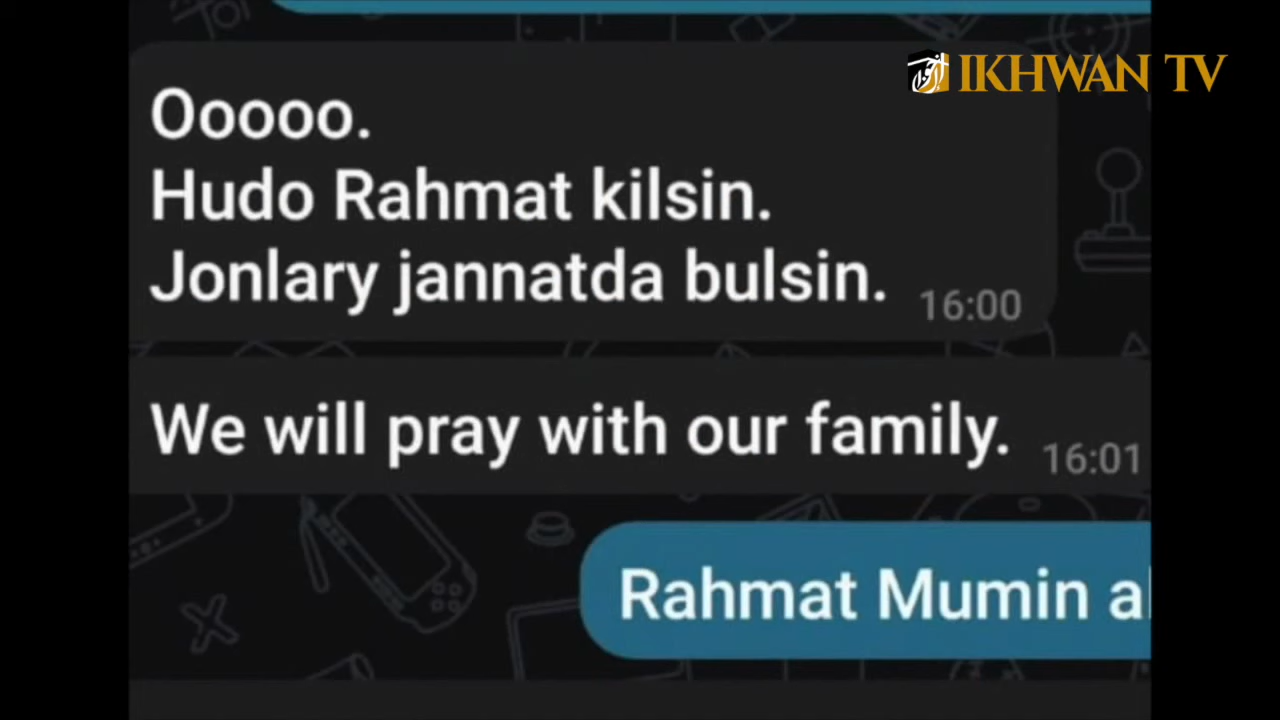 IKHWAN TV
Ooooo.
Hudo Rahmat kilsin.
Jonlary jannatda bulsin.
16:00
We will pray with our family.
16:01
Rahmat Mumin